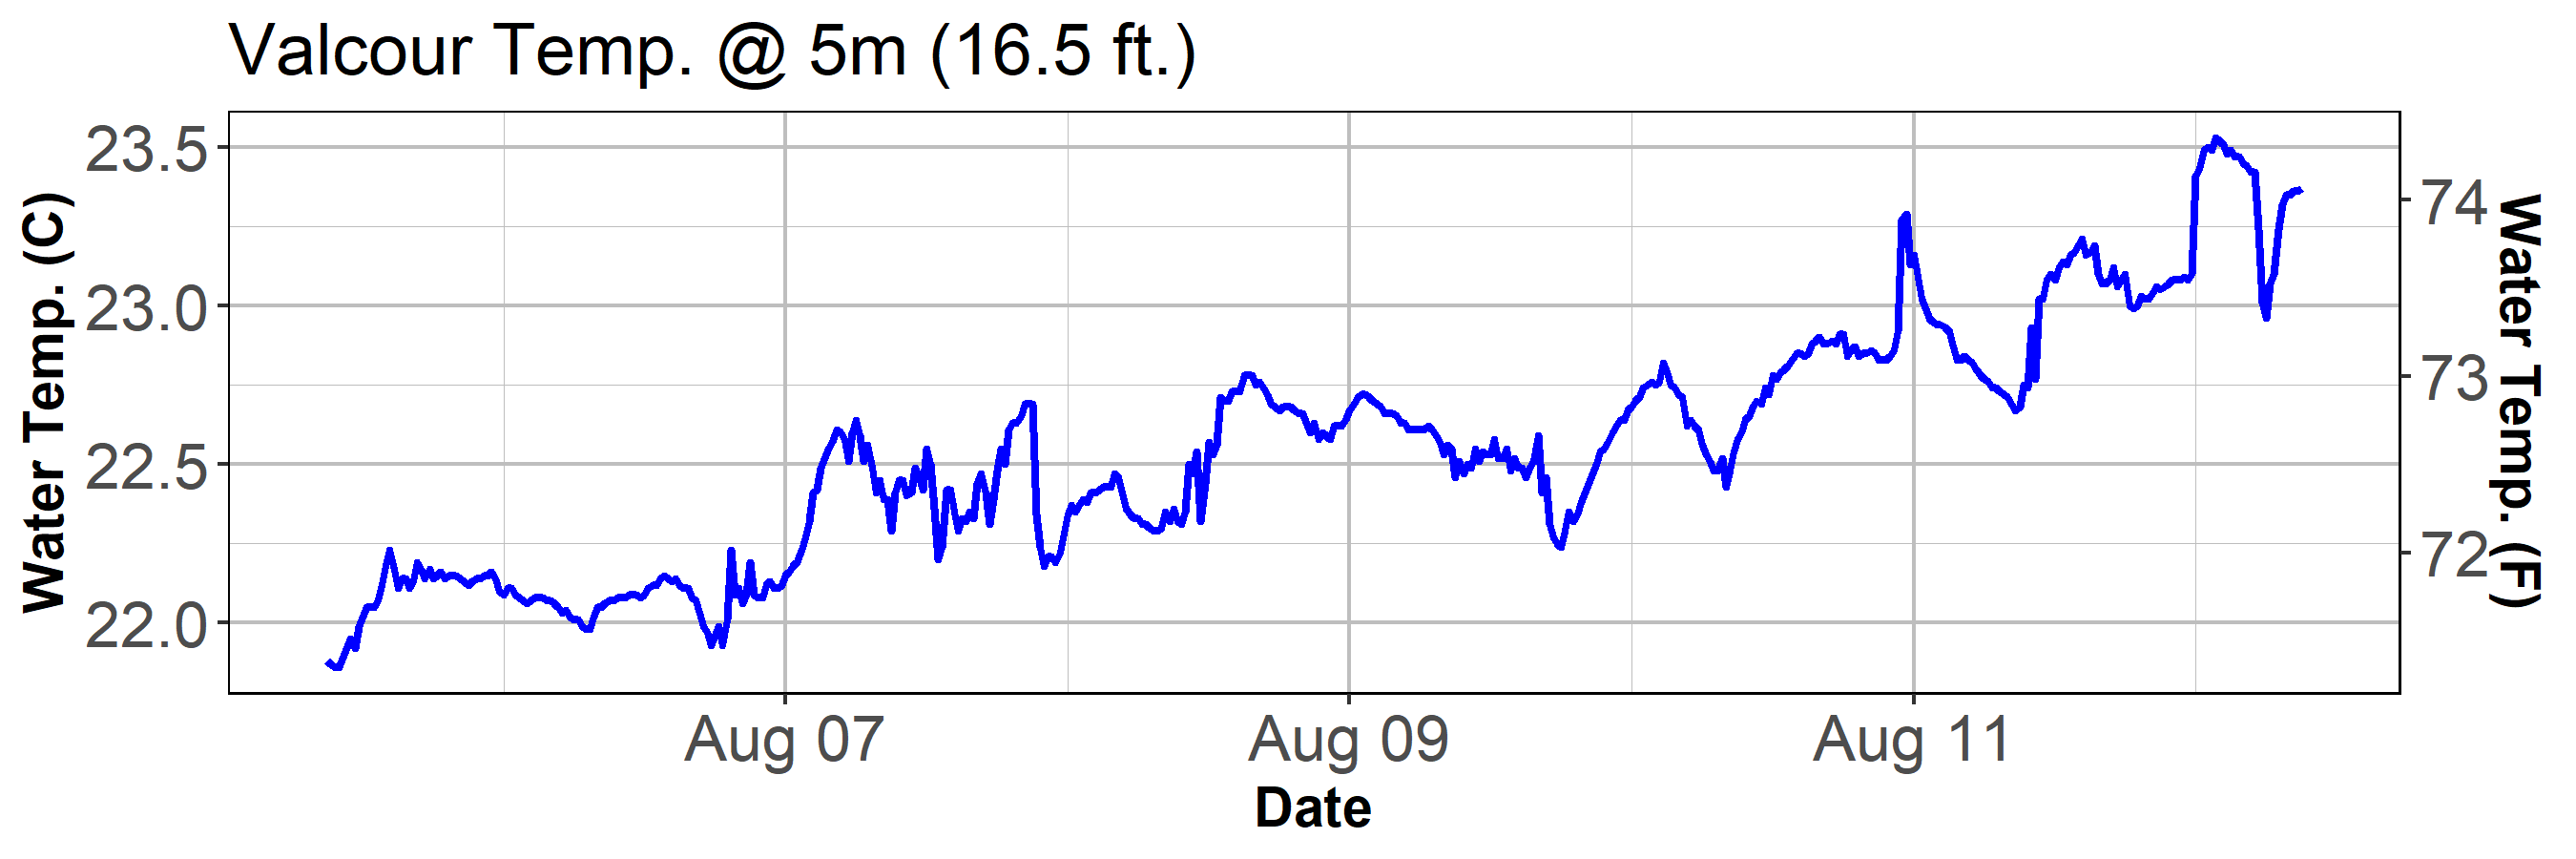 Valcour Temp. @ 5m (16.5 ft.)
Water Temp. (C)
23.5
23.0
22.5
22.0
74
73
72
Water Temp. (F)
Aug 07 Aug 09 Aug 11
Date